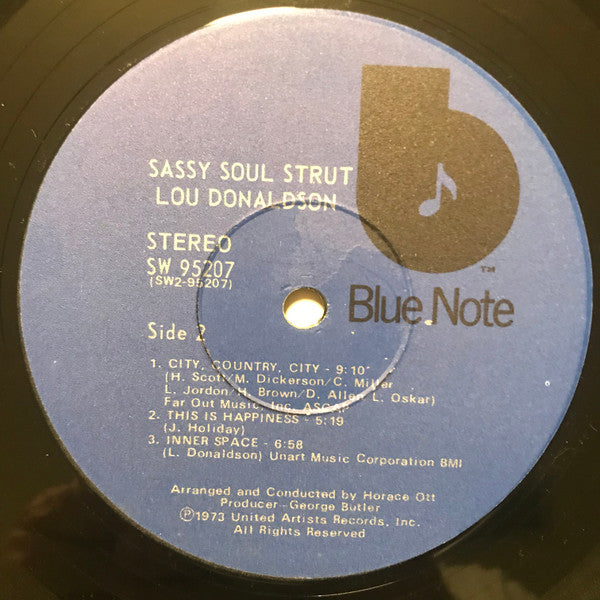 SASSY SOUL STRUT
LOU DONALDSON
STEREO
SW 95207
(SW2-95207)
TM
Blue Note
Side 2
1. CITY, COUNTRY, CITY - 9:10
(H. Scott/M. Dickerson/C. Miller
L. Jordon/H. Brown/D. Allen L. Oskar)
Far Out Music, Inc. ASCAP
2. THIS IS HAPPINESS - 5:19
(J. Holiday)
3. INNER SPACE - 6:58
(L. Donaldson) Unart Music Corporation BMI
Arranged and Conducted by Horace Ott
Producer - George Butler
Ⓟ1973 United Artists Records, Inc.
All Rights Reserved